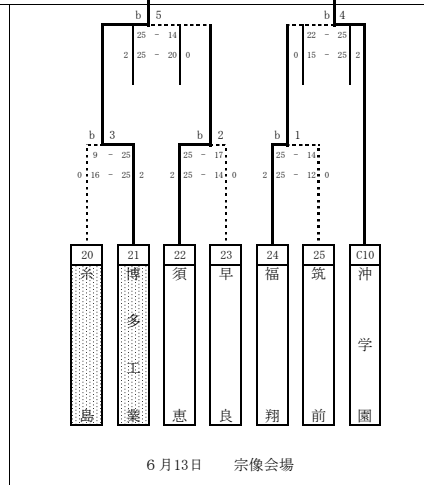 b 5 b 4
25 － 14 22 － 25
2 25 － 20 0 0 15 － 25 2
b 3 b 2 b 1
9 － 25 25 － 17 25 － 14
0 16 － 25 2 2 25 － 14 0 2 25 － 12 0
20 21 22 23 24 25 C10
糸島
博多工業
須恵
早良
福翔
筑前
沖学園
６月13日 宗像会場